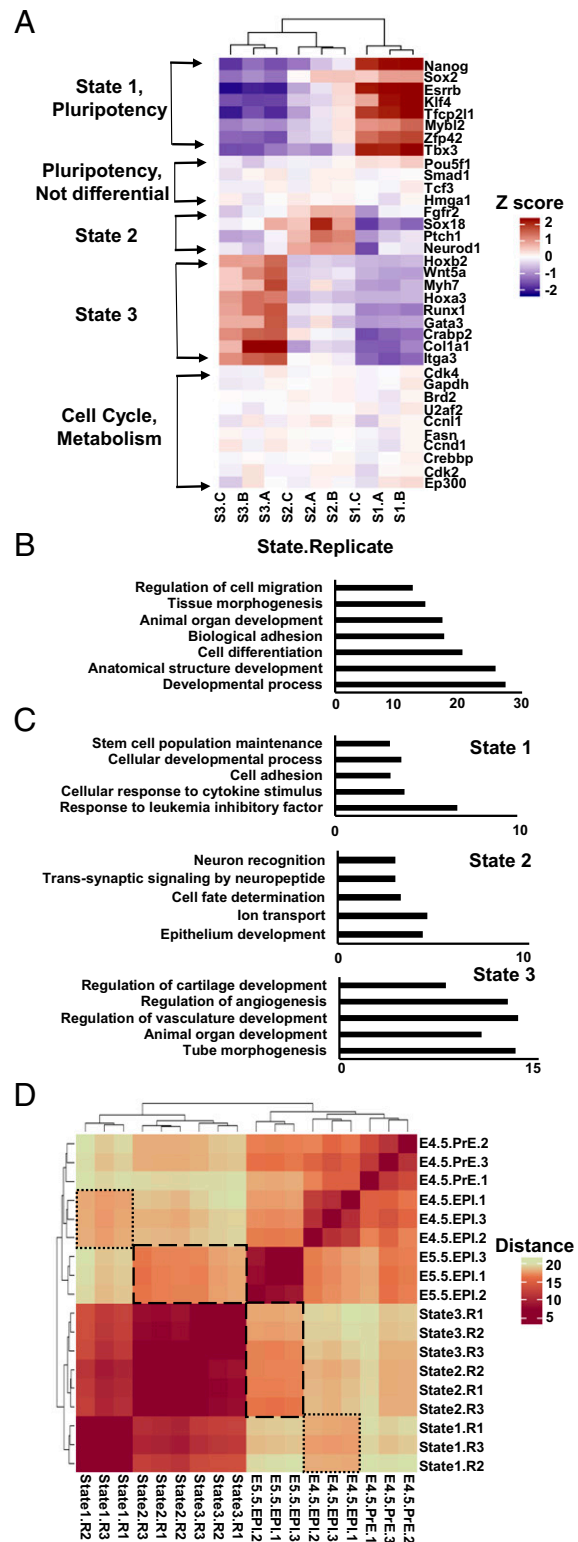 A
State 1,
Pluripotency
Pluripotency,
Not differential
State 2
State 3
Cell Cycle,
Metabolism
Nanog
Sox2
Esrrb
Klf4
Tfcp2l1
Mybl2
Zfp42
Tbx3
Pou5f1
Smad1
Tcf3
Hmga1
Fgfr2
Sox18
Ptch1
Neurod1
Hoxb2
Wnt5a
Myh7
Hoxa3
Runx1
Gata3
Crabp2
Col1a1
Itga3
Cdk4
Gapdh
Brd2
U2af2
Ccnl1
Fasn
Ccnd1
Crebbp
Cdk2
Ep300
Z score
2
1
0
-1
-2
S3.C
S3.B
S3.A
S2.C
S2.A
S2.B
S1.C
S1.A
S1.B
State.Replicate
B
Regulation of cell migration
Tissue morphogenesis
Animal organ development
Biological adhesion
Cell differentiation
Anatomical structure development
Developmental process
0 10 20 30
C
State 1
Stem cell population maintenance
Cellular developmental process
Cell adhesion
Cellular response to cytokine stimulus
Response to leukemia inhibitory factor
0 10
State 2
Neuron recognition
Trans-synaptic signaling by neuropeptide
Cell fate determination
Ion transport
Epithelium development
0 10
State 3
Regulation of cartilage development
Regulation of angiogenesis
Regulation of vasculature development
Animal organ development
Tube morphogenesis
0 15
D
E4.5.PrE.2
E4.5.PrE.3
E4.5.PrE.1
E4.5.EPI.1
E4.5.EPI.3
E4.5.EPI.2
E5.5.EPI.3
E5.5.EPI.1
E5.5.EPI.2
State3.R1
State3.R2
State3.R3
State2.R2
State2.R1
State2.R3
State1.R1
State1.R3
State1.R2
Distance
20
15
10
5
State1.R2
State1.R3
State1.R1
State2.R3
State2.R1
State2.R2
State3.R3
State3.R2
State3.R1
E5.5.EPI.2
E5.5.EPI.1
E5.5.EPI.3
E4.5.EPI.2
E4.5.EPI.3
E4.5.EPI.1
E4.5.PrE.1
E4.5.PrE.3
E4.5.PrE.2